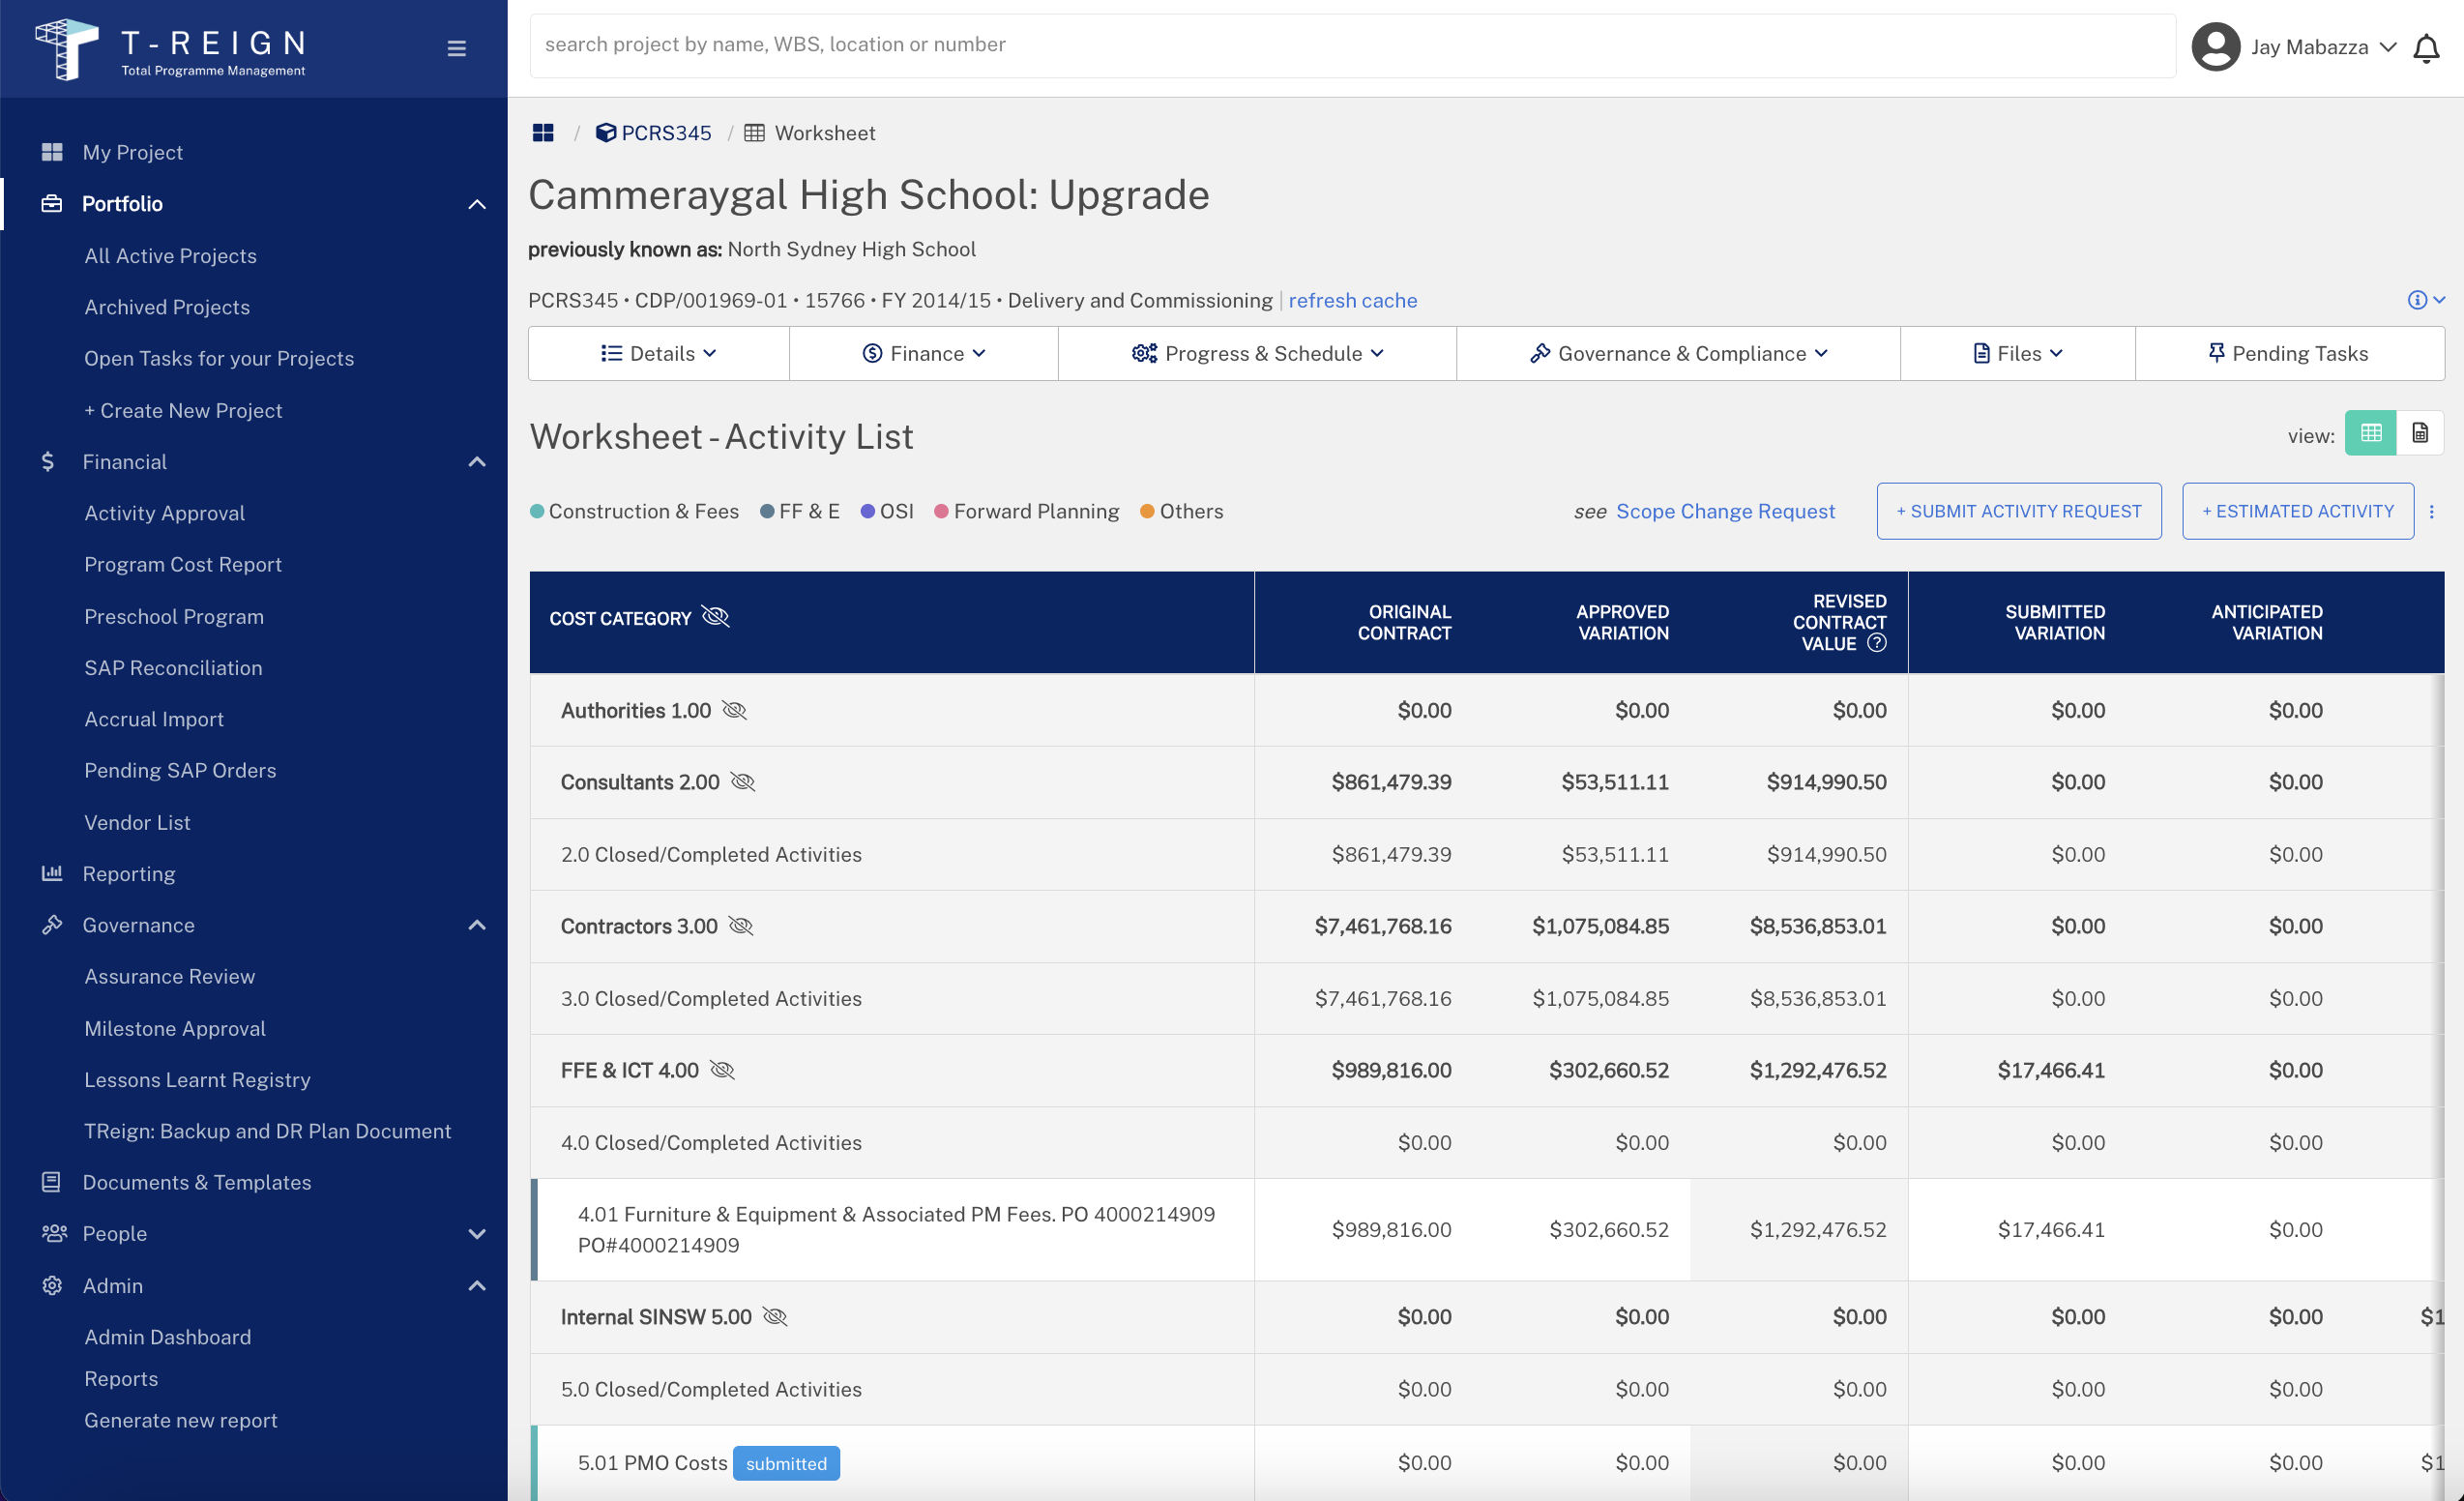 T-REIGN
Total Programme Management
search project by name, WBS, location or number
Jay Mabazza
My Project
Portfolio
All Active Projects
Archived Projects
Open Tasks for your Projects
+ Create New Project
Financial
Activity Approval
Program Cost Report
Preschool Program
SAP Reconciliation
Accrual Import
Pending SAP Orders
Vendor List
Reporting
Governance
Assurance Review
Milestone Approval
Lessons Learnt Registry
TReign: Backup and DR Plan Document
Documents & Templates
People
Admin
Admin Dashboard
Reports
Generate new report
/ PCRS345 / Worksheet
Cammeraygal High School: Upgrade
previously known as: North Sydney High School
PCRS345 • CDP/001969-01 • 15766 • FY 2014/15 • Delivery and Commissioning | refresh cache
Details Finance Progress & Schedule Governance & Compliance Files Pending Tasks
Worksheet - Activity List
view:
Construction & Fees FF & E OSI Forward Planning Others
see Scope Change Request + SUBMIT ACTIVITY REQUEST + ESTIMATED ACTIVITY
COST CATEGORY
ORIGINAL
CONTRACT
APPROVED
VARIATION
REVISED
CONTRACT
VALUE
SUBMITTED
VARIATION
ANTICIPATED
VARIATION
Authorities 1.00 $0.00 $0.00 $0.00 $0.00 $0.00
Consultants 2.00 $861,479.39 $53,511.11 $914,990.50 $0.00 $0.00
2.0 Closed/Completed Activities $861,479.39 $53,511.11 $914,990.50 $0.00 $0.00
Contractors 3.00 $7,461,768.16 $1,075,084.85 $8,536,853.01 $0.00 $0.00
3.0 Closed/Completed Activities $7,461,768.16 $1,075,084.85 $8,536,853.01 $0.00 $0.00
FFE & ICT 4.00 $989,816.00 $302,660.52 $1,292,476.52 $17,466.41 $0.00
4.0 Closed/Completed Activities $0.00 $0.00 $0.00 $0.00 $0.00
4.01 Furniture & Equipment & Associated PM Fees. PO 4000214909
PO#4000214909
$989,816.00 $302,660.52 $1,292,476.52 $17,466.41 $0.00
Internal SINSW 5.00 $0.00 $0.00 $0.00 $0.00 $0.00 $1
5.0 Closed/Completed Activities $0.00 $0.00 $0.00 $0.00 $0.00
5.01 PMO Costs submitted $0.00 $0.00 $0.00 $0.00 $0.00 $1